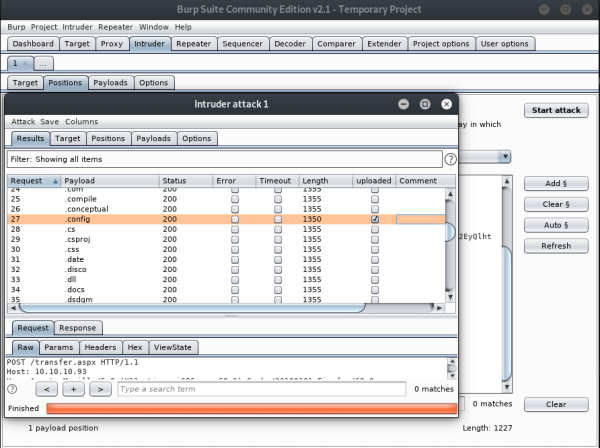 Burp Suite Community Edition v2.1 - Temporary Project
Burp Project Intruder Repeater Window Help
Dashboard Target Proxy Intruder Repeater Sequencer Decoder Comparer Extender Project options User options
1 × ...
Target Positions Payloads Options
Intruder attack 1
Start attack
Attack Save Columns
ay in which
Results Target Positions Payloads Options
Filter: Showing all items ?
Request Payload Status Error Timeout Length uploaded Comment
24 .com 200 1355
25 .compile 200 1355
26 .conceptual 200 1355
27 .config 200 1350
28 .cs 200 1355
29 .csproj 200 1355
30 .css 200 1355
31 .date 200 1355
32 .disco 200 1355
33 .dll 200 1355
34 .docs 200 1355
35 .dsdgm 200 1355
Add §
Clear §
2EyQlht
Auto §
Refresh
Request Response
Raw Params Headers Hex ViewState
POST /transfer.aspx HTTP/1.1
Host: 10.10.10.93
? < + > Type a search term 0 matches
0 matches Clear
Finished
1 payload position Length: 1227